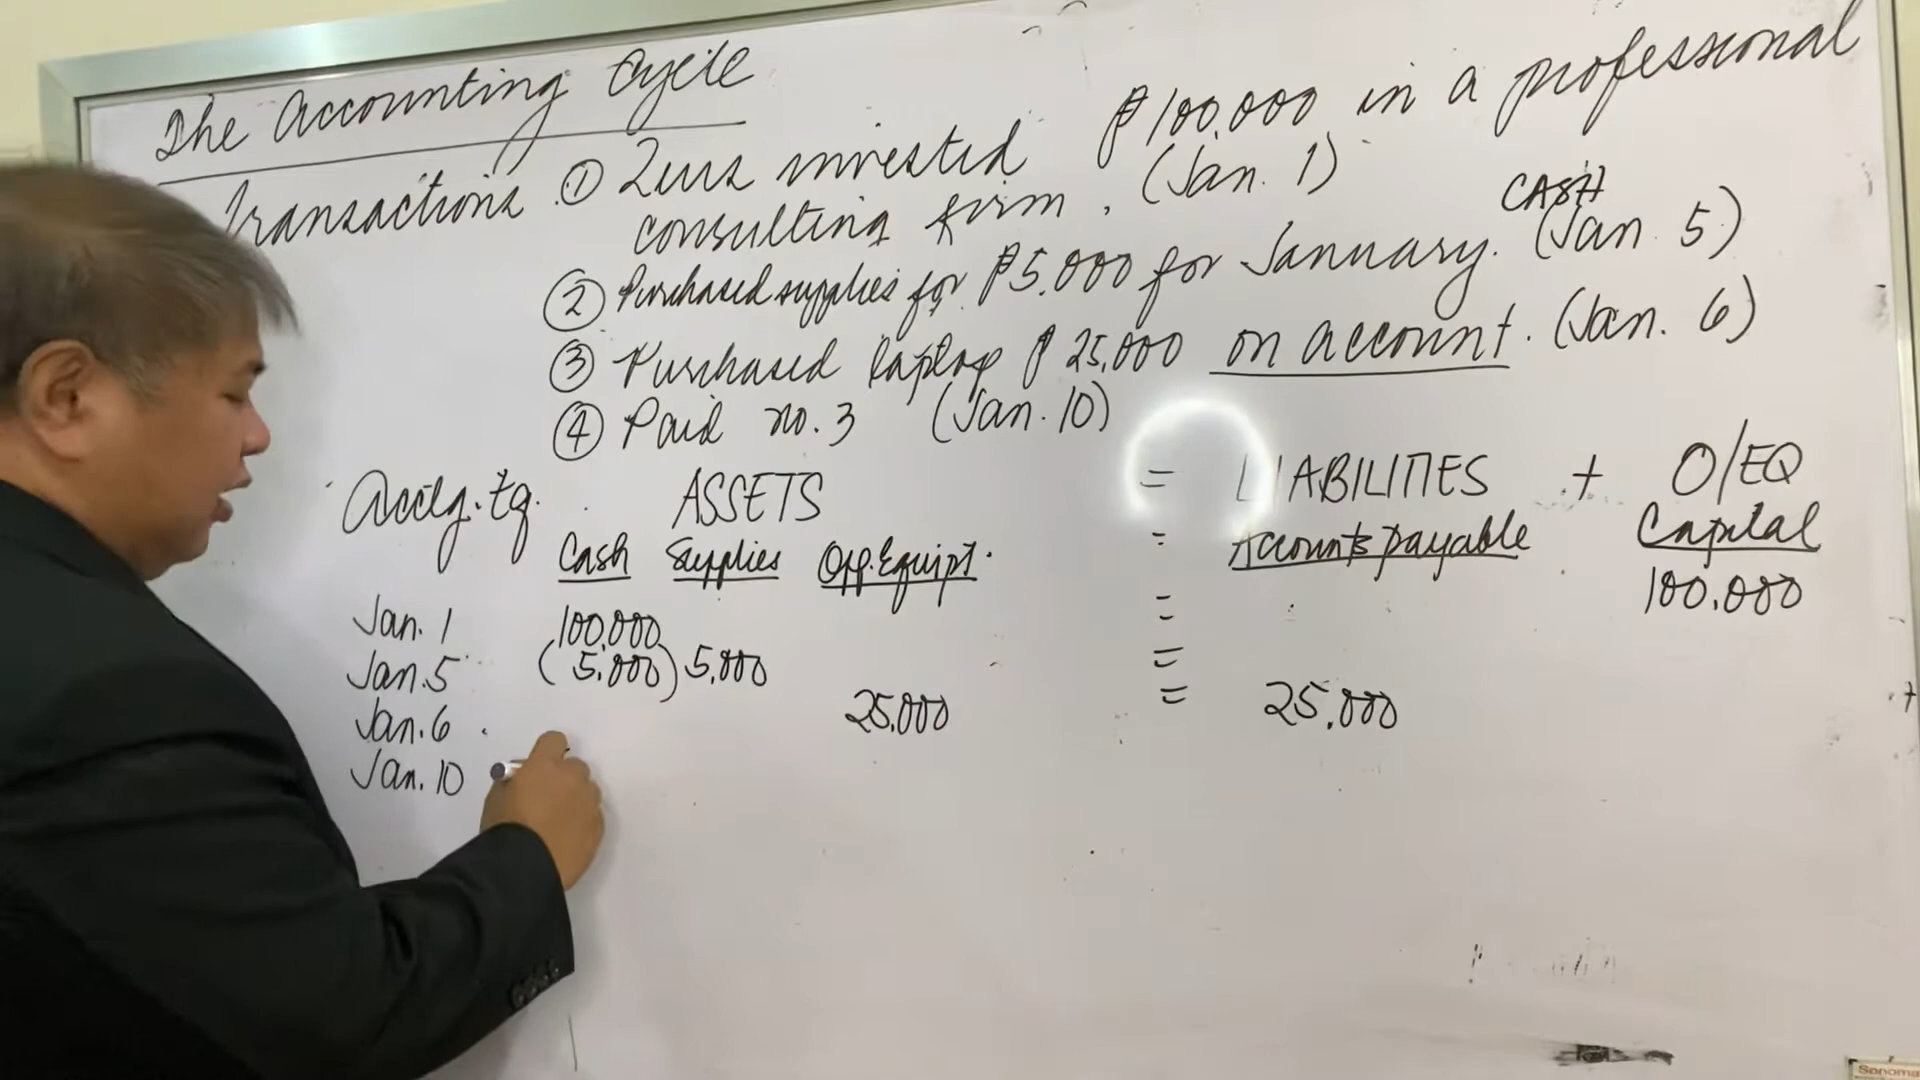 The Accounting Cycle
Transactions ① Zeus invested ₱100,000 in a professional
consulting firm. (Jan. 1)
CASH
② Purchased supplies for ₱5,000 for January. (Jan. 5)
③ Purchased laptop ₱25,000 on account. (Jan. 6)
④ Paid no. 3 (Jan. 10)
Acctg. Eq. ASSETS = LIABILITIES + O/EQ
Cash Supplies Off. Equipt. = Accounts payable Capital
Jan. 1 100,000 = 100,000
Jan. 5 (5,000) 5,000 =
Jan. 6 25,000 = 25,000
Jan. 10
Sonoma